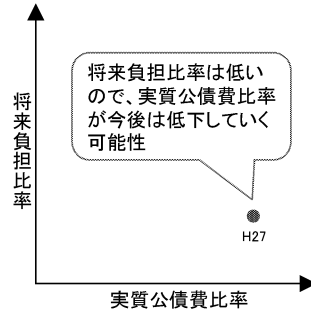 将来負担比率は低い
ので、実質公債費比率
が今後は低下していく
可能性
将来負担比率
H27
実質公債費比率